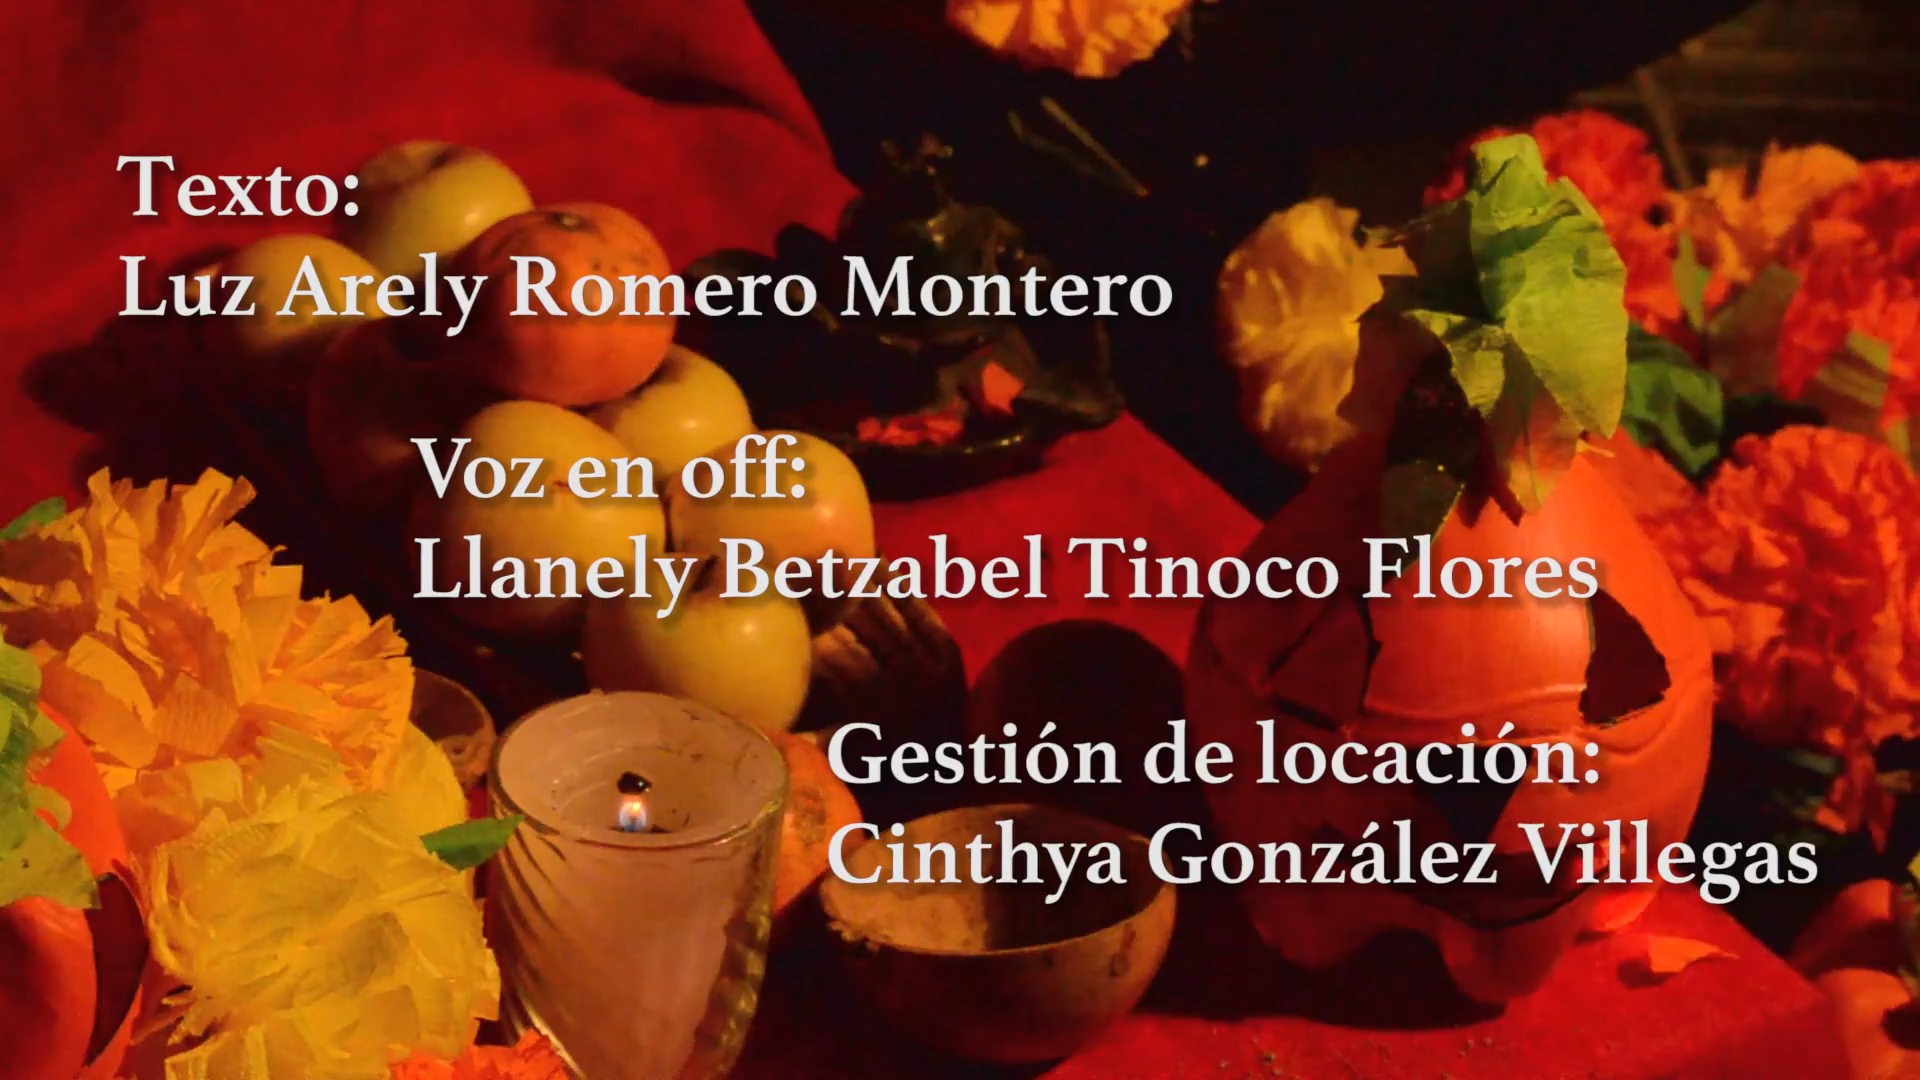 Texto:
Luz Arely Romero Montero
Voz en off:
Llanely Betzabel Tinoco Flores
Gestión de locación:
Cinthya González Villegas